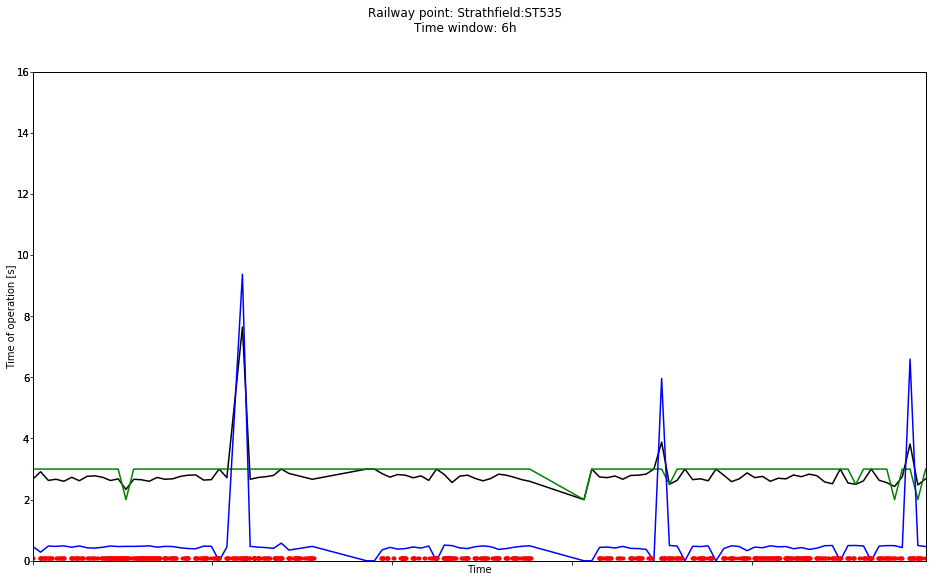 Railway point: Strathfield:ST535
Time window: 6h
16
14
12
10
8
6
4
2
0
Time of operation [s]
Time